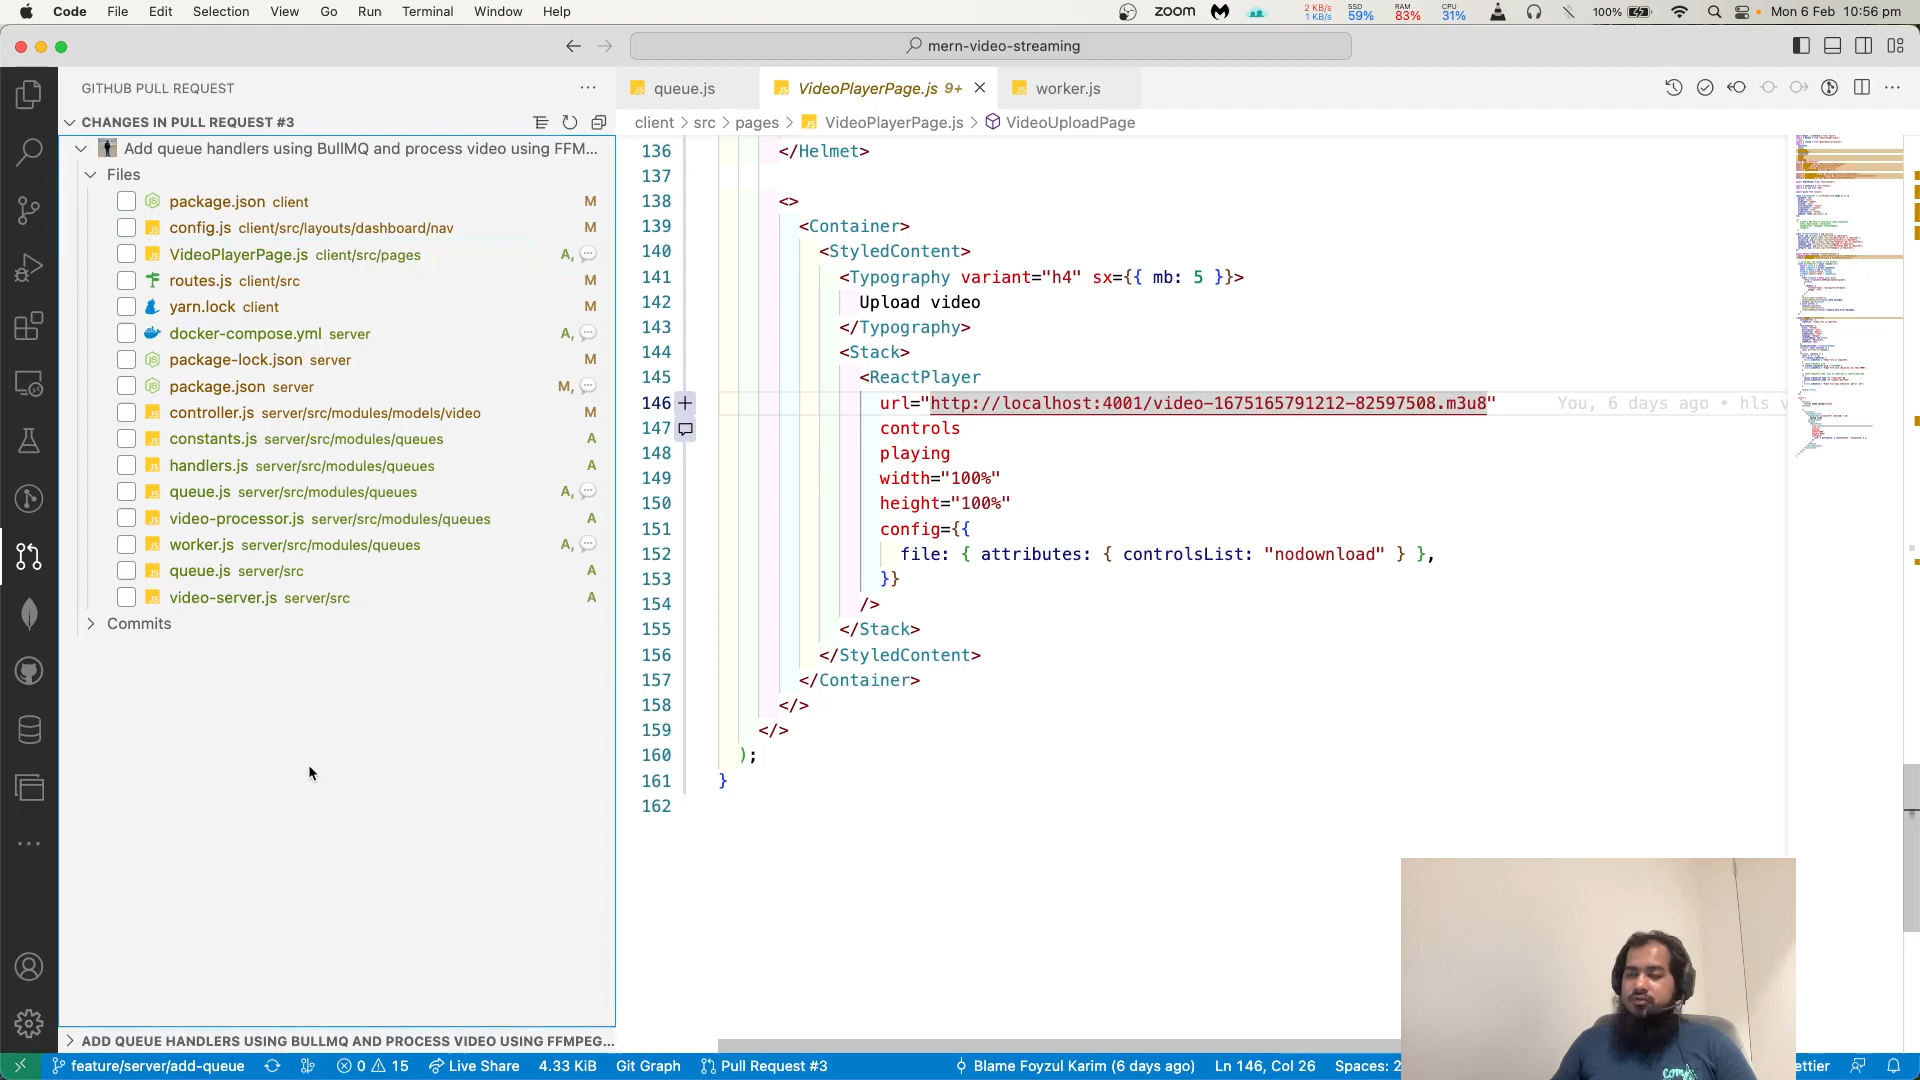 Code File Edit Selection View Go Run Terminal Window Help zoom 2 KB/s 1 KB/s SSD 59% RAM 83% CPU 31% 100% Mon 6 Feb 10:56 pm
mern-video-streaming
GITHUB PULL REQUEST
queue.js VideoPlayerPage.js 9+ worker.js
CHANGES IN PULL REQUEST #3
client > src > pages > VideoPlayerPage.js > VideoUploadPage
Add queue handlers using BullMQ and process video using FFM...
Files
package.json client M
config.js client/src/layouts/dashboard/nav M
VideoPlayerPage.js client/src/pages A,
routes.js client/src M
yarn.lock client M
docker-compose.yml server A,
package-lock.json server M
package.json server M,
controller.js server/src/modules/models/video M
constants.js server/src/modules/queues A
handlers.js server/src/modules/queues A
queue.js server/src/modules/queues A,
video-processor.js server/src/modules/queues A
worker.js server/src/modules/queues A,
queue.js server/src A
video-server.js server/src A
Commits
136 </Helmet>
137
138 <>
139 <Container>
140 <StyledContent>
141 <Typography variant="h4" sx={{ mb: 5 }}>
142 Upload video
143 </Typography>
144 <Stack>
145 <ReactPlayer
146 url="http://localhost:4001/video-1675165791212-82597508.m3u8" You, 6 days ago • hls v
147 controls
148 playing
149 width="100%"
150 height="100%"
151 config={{
152 file: { attributes: { controlsList: "nodownload" } },
153 }}
154 />
155 </Stack>
156 </StyledContent>
157 </Container>
158 </>
159 </>
160 );
161 }
162
ADD QUEUE HANDLERS USING BULLMQ AND PROCESS VIDEO USING FFMPEG...
feature/server/add-queue 0 15 Live Share 4.33 KiB Git Graph Pull Request #3 Blame Foyzul Karim (6 days ago) Ln 146, Col 26 Spaces: 2 ettier